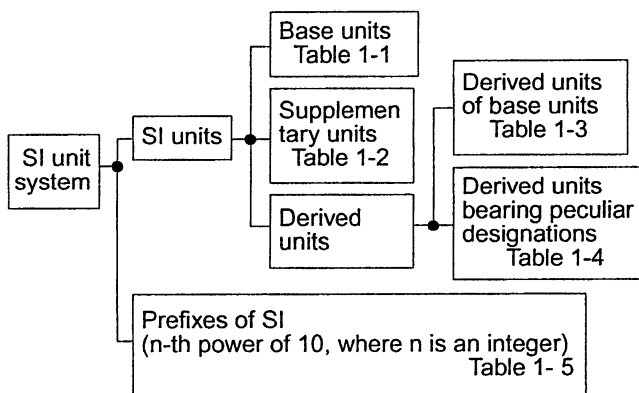 SI unit
system
SI units
Base units
Table 1-1
Supplemen
tary units
Table 1-2
Derived
units
Derived units
of base units
Table 1-3
Derived units
bearing peculiar
designations
Table 1-4
Prefixes of SI
(n-th power of 10, where n is an integer)
Table 1- 5